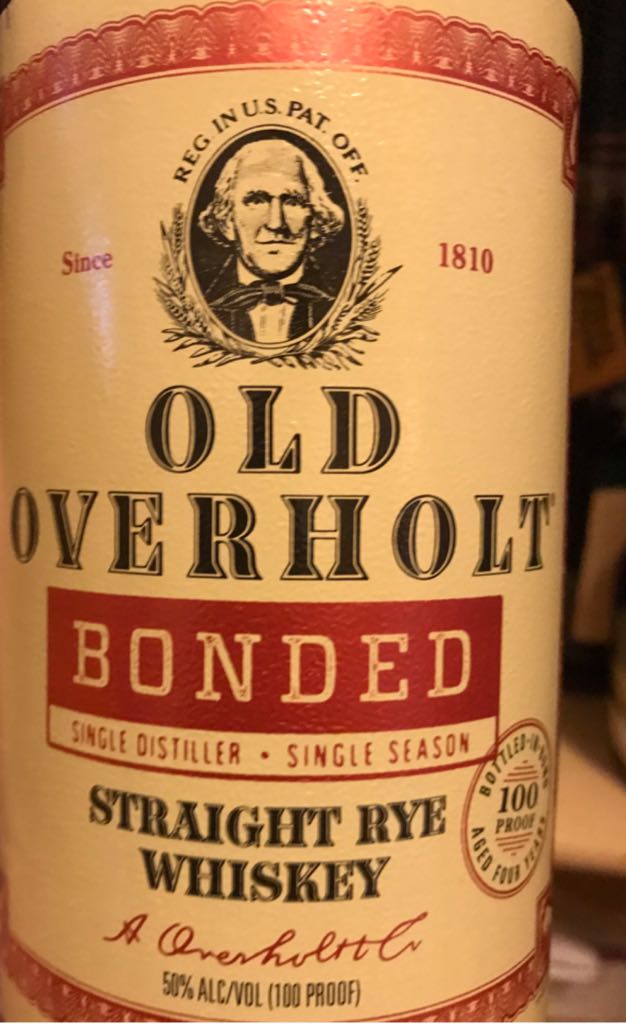 REG. IN U.S. PAT. OFF.
Since 1810
OLD
OVERHOLT
BONDED
SINGLE DISTILLER • SINGLE SEASON
BOTTLED-IN-BOND
100
PROOF
AGED FOUR YEARS
STRAIGHT RYE
WHISKEY
A Overholt & Co
50% ALC/VOL (100 PROOF)